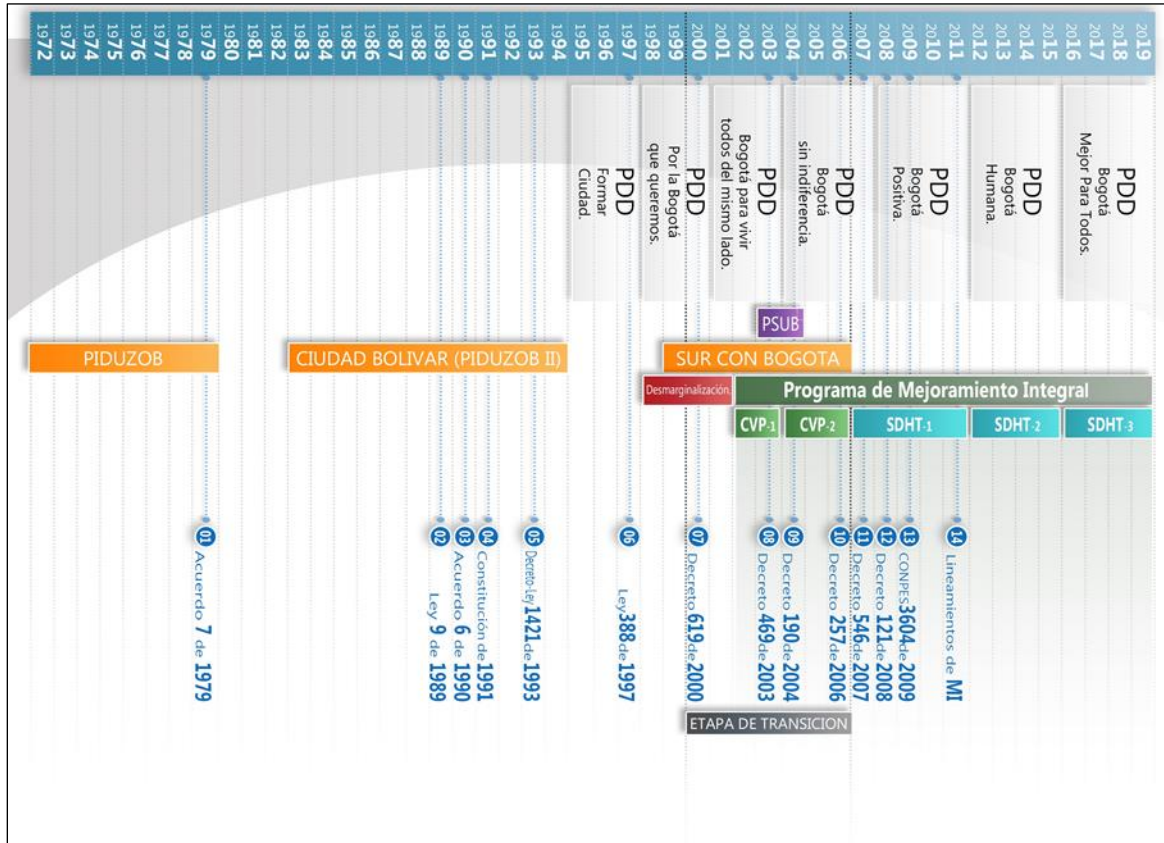 1972
1973
1974
1975
1976
1977
1978
1979
1980
1981
1982
1983
1984
1985
1986
1987
1988
1989
1990
1991
1992
1993
1994
1995
1996
1997
1998
1999
2000
2001
2002
2003
2004
2005
2006
2007
2008
2009
2010
2011
2012
2013
2014
2015
2016
2017
2018
2019
PDD
Formar
Ciudad.
PDD
Por la Bogotá
que queremos.
PDD
Bogotá para vivir
todos del mismo lado.
PDD
Bogotá
sin indiferencia.
PDD
Bogotá
Positiva.
PDD
Bogotá
Humana.
PDD
Bogotá
Mejor Para Todos.
PSUB
PIDUZOB
CIUDAD BOLIVAR (PIDUZOB II)
SUR CON BOGOTA
Desmarginalización.
Programa de Mejoramiento Integral
CVP-1
CVP-2
SDHT-1
SDHT-2
SDHT-3
01 Acuerdo 7 de 1979
02 Ley 9 de 1989
03 Acuerdo 6 de 1990
04 Constitución de 1991
05 Decreto-Ley 1421 de 1993
06 Ley 388 de 1997
07 Decreto 619 de 2000
08 Decreto 469 de 2003
09 Decreto 190 de 2004
10 Decreto 257 de 2006
11 Decreto 546 de 2007
12 Decreto 121 de 2008
13 CONPES 3604 de 2009
14 Lineamientos de MI
ETAPA DE TRANSICION